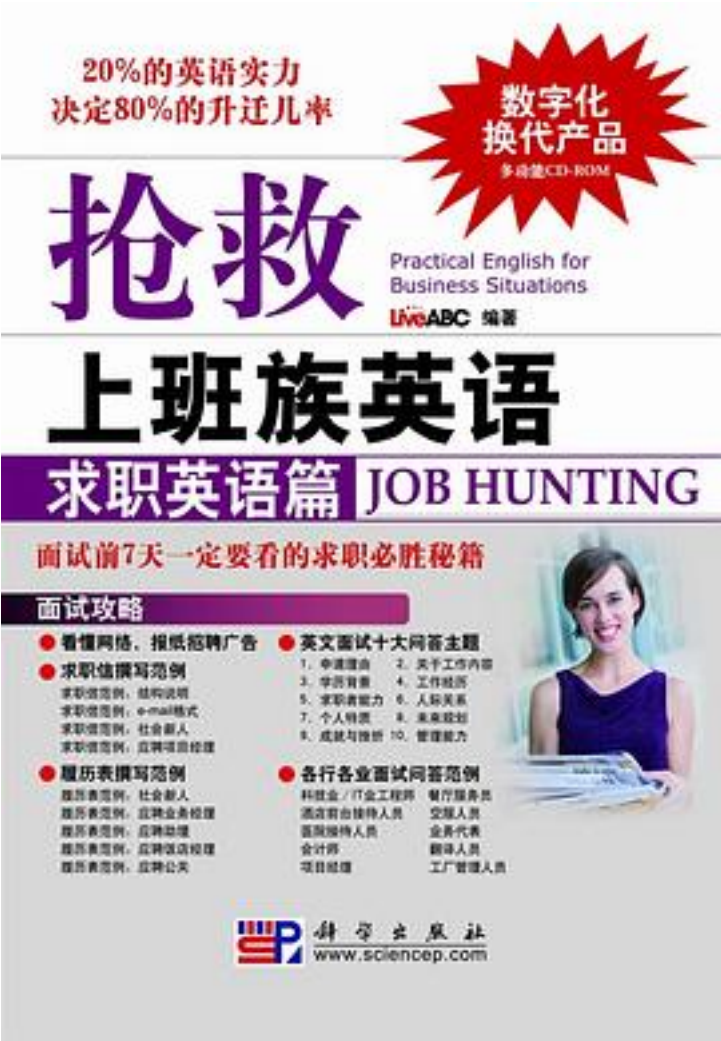 20%的英语实力
决定80%的升迁几率
数字化
换代产品
多功能CD-ROM
抢救
Practical English for
Business Situations
LiveABC 编著
上班族英语
求职英语篇 JOB HUNTING
面试前7天一定要看的求职必胜秘籍
面试攻略
看懂网络、报纸招聘广告
求职信撰写范例
求职信范例：结构说明
求职信范例：e-mail格式
求职信范例：社会新人
求职信范例：应聘项目经理
履历表撰写范例
履历表范例：社会新人
履历表范例：应聘业务经理
履历表范例：应聘助理
履历表范例：应聘饭店经理
履历表范例：应聘公关
英文面试十大问答主题
1、申请理由 2、关于工作内容
3、学历背景 4、工作经历
5、求职者能力 6、人际关系
7、个人特质 8、未来规划
9、成就与挫折 10、管理能力
各行各业面试问答范例
科技业／IT业工程师 餐厅服务员
酒店前台接待人员 空服人员
医院接待人员 业务代表
会计师 翻译人员
项目经理 工厂管理人员
科学出版社
www.sciencep.com